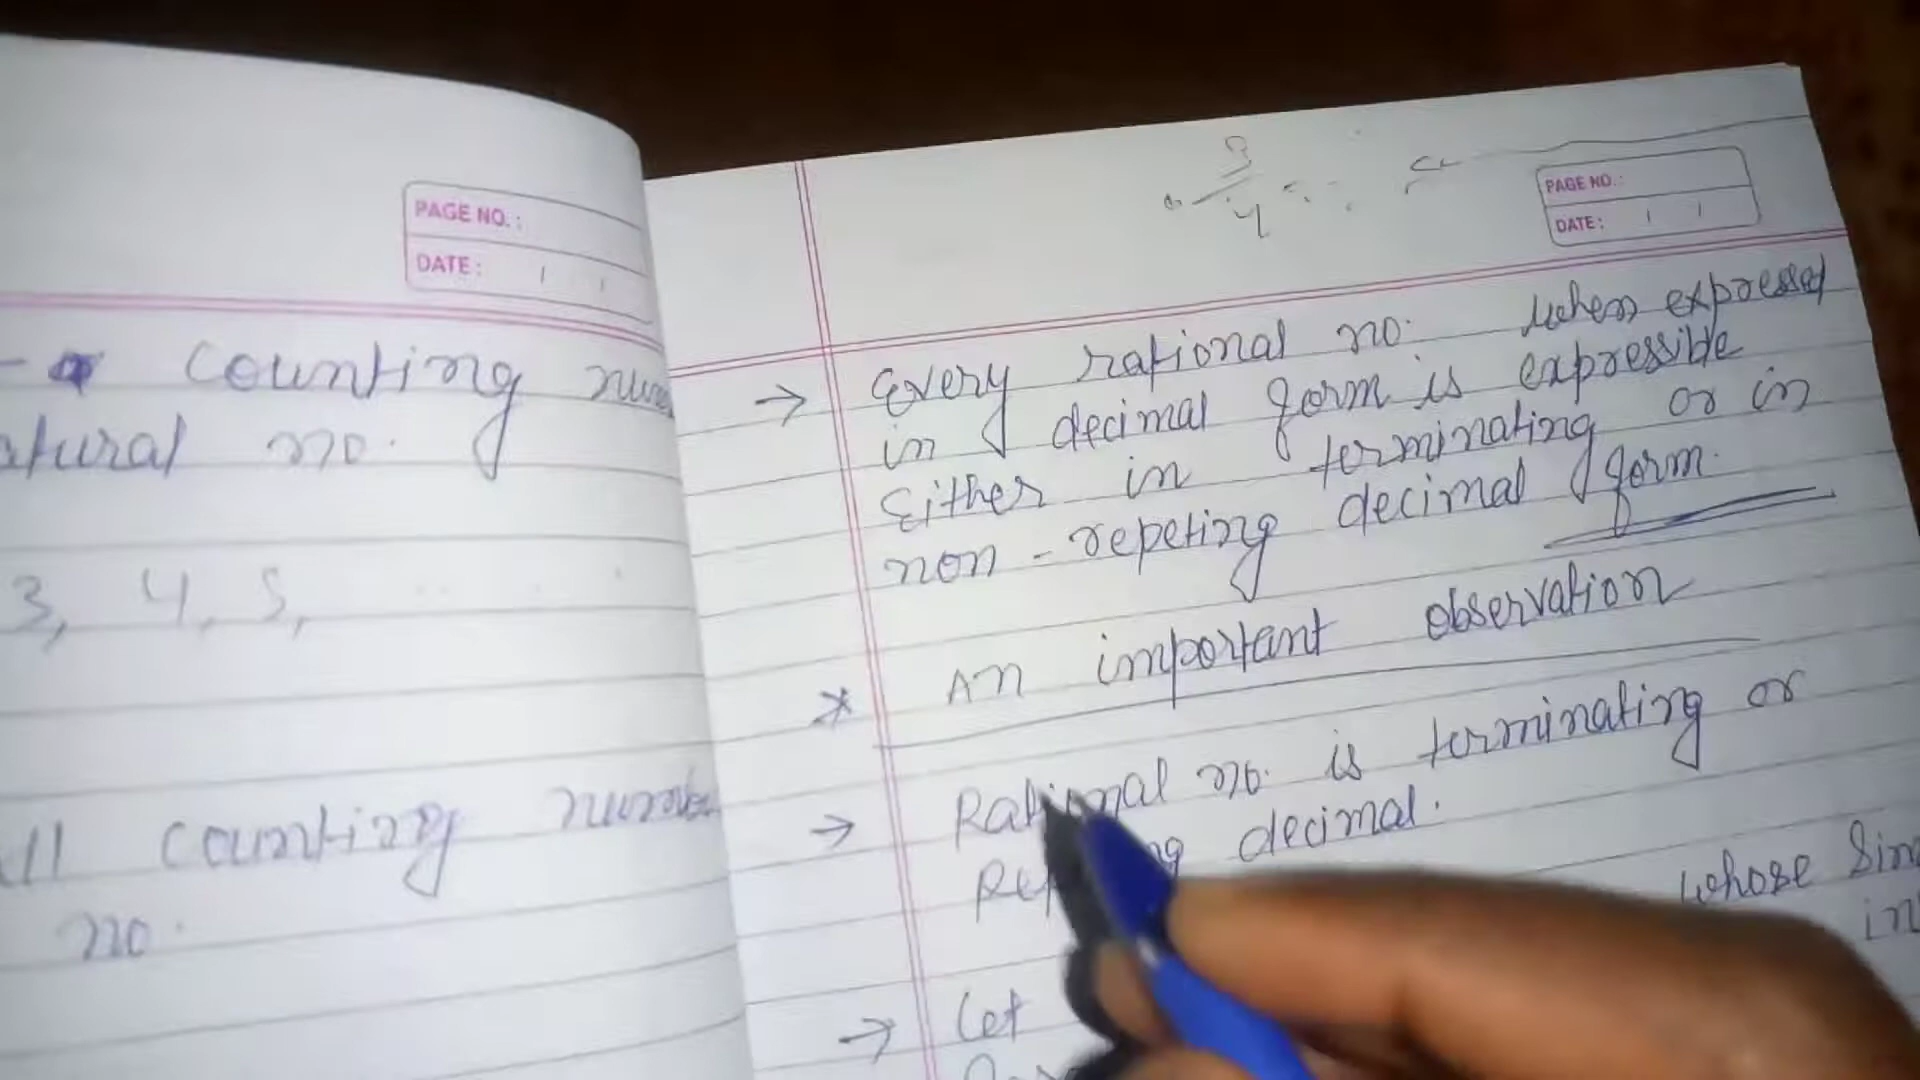 PAGE NO. :
DATE :
counting
no.
3, 4, 5,
counting
no.
3
4
PAGE NO. :
DATE :
→ Every rational no. when expressed
in decimal form is expressible
Either in terminating or in
non - repeting decimal form.
* An important observation
→ Rational no. is terminating or
decimal.
whose
→ Let